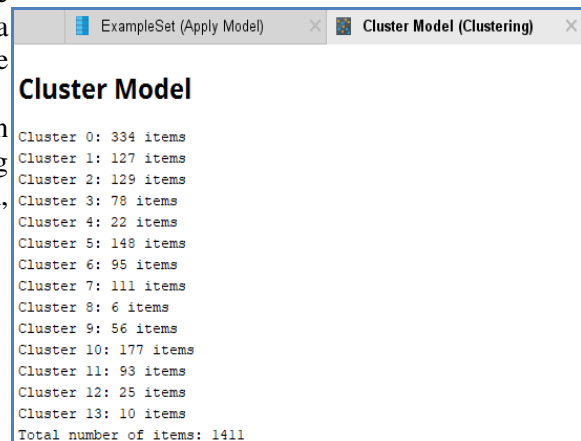 ExampleSet (Apply Model) Cluster Model (Clustering)
Cluster Model
Cluster 0: 334 items
Cluster 1: 127 items
Cluster 2: 129 items
Cluster 3: 78 items
Cluster 4: 22 items
Cluster 5: 148 items
Cluster 6: 95 items
Cluster 7: 111 items
Cluster 8: 6 items
Cluster 9: 56 items
Cluster 10: 177 items
Cluster 11: 93 items
Cluster 12: 25 items
Cluster 13: 10 items
Total number of items: 1411